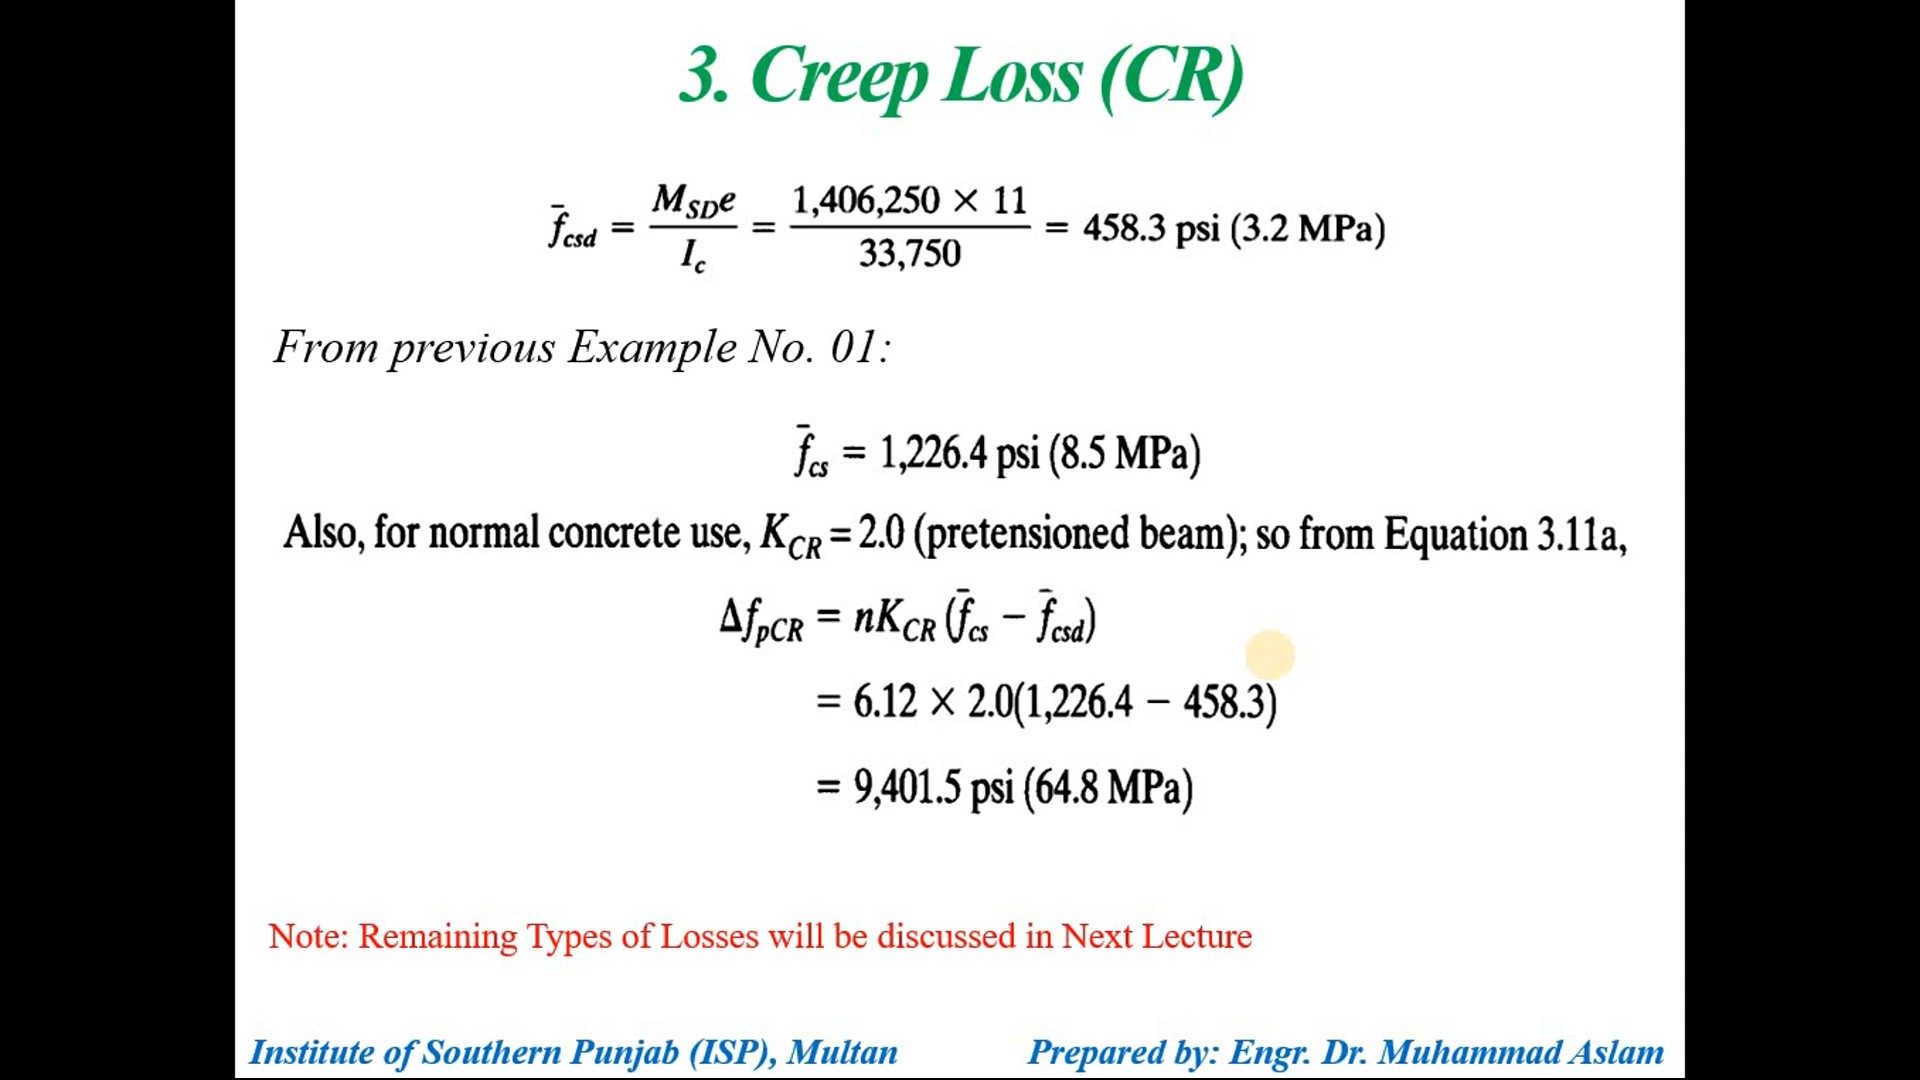 3. Creep Loss (CR)
f̄csd = MSDe / Ic = 1,406,250 × 11 / 33,750 = 458.3 psi (3.2 MPa)
From previous Example No. 01:
f̄cs = 1,226.4 psi (8.5 MPa)
Also, for normal concrete use, KCR = 2.0 (pretensioned beam); so from Equation 3.11a,
ΔfpCR = nKCR (f̄cs − f̄csd)
= 6.12 × 2.0(1,226.4 − 458.3)
= 9,401.5 psi (64.8 MPa)
Note: Remaining Types of Losses will be discussed in Next Lecture
Institute of Southern Punjab (ISP), Multan Prepared by: Engr. Dr. Muhammad Aslam